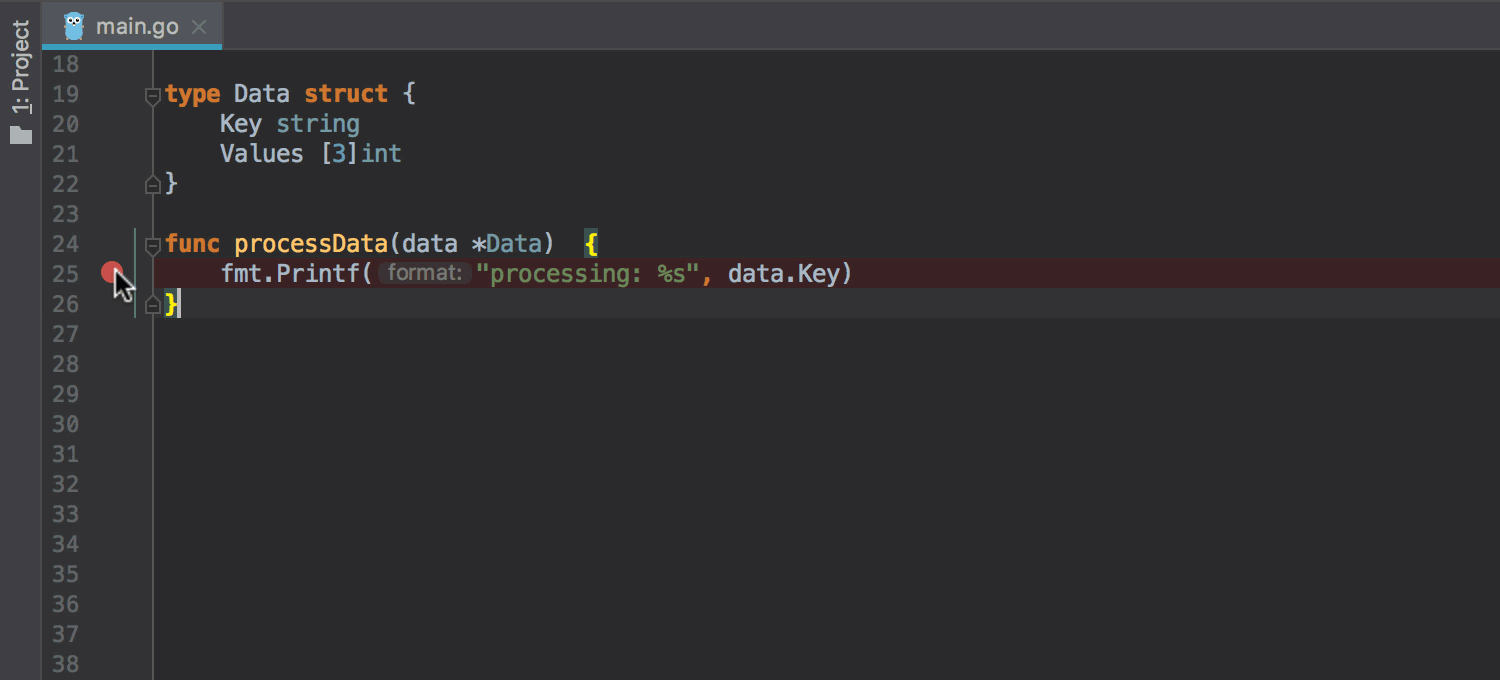 1: Project
main.go
18
19 type Data struct {
20 Key string
21 Values [3]int
22 }
23
24 func processData(data *Data)  {
25 fmt.Printf( format: "processing: %s", data.Key)
26 }
27
28
29
30
31
32
33
34
35
36
37
38